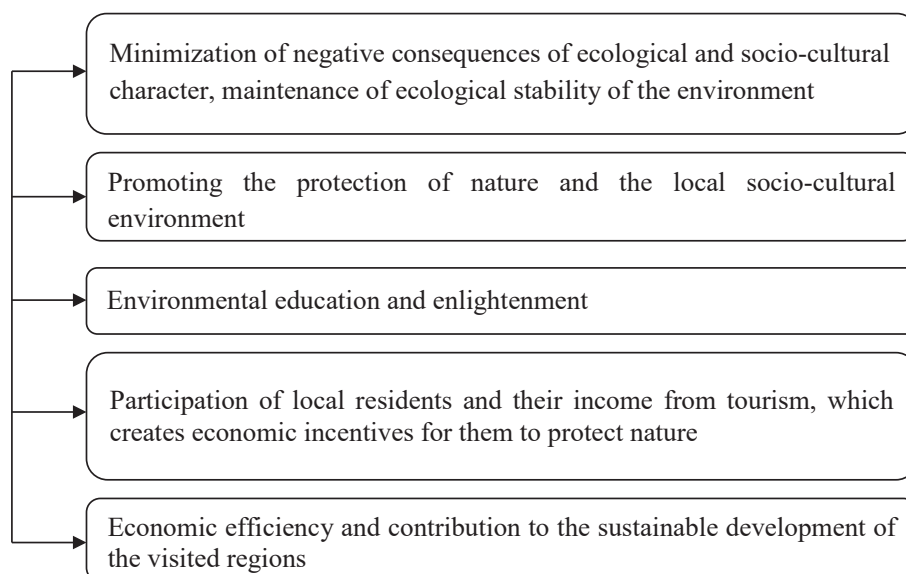 Minimization of negative consequences of ecological and socio-cultural
character, maintenance of ecological stability of the environment
Promoting the protection of nature and the local socio-cultural
environment
Environmental education and enlightenment
Participation of local residents and their income from tourism, which
creates economic incentives for them to protect nature
Economic efficiency and contribution to the sustainable development of
the visited regions